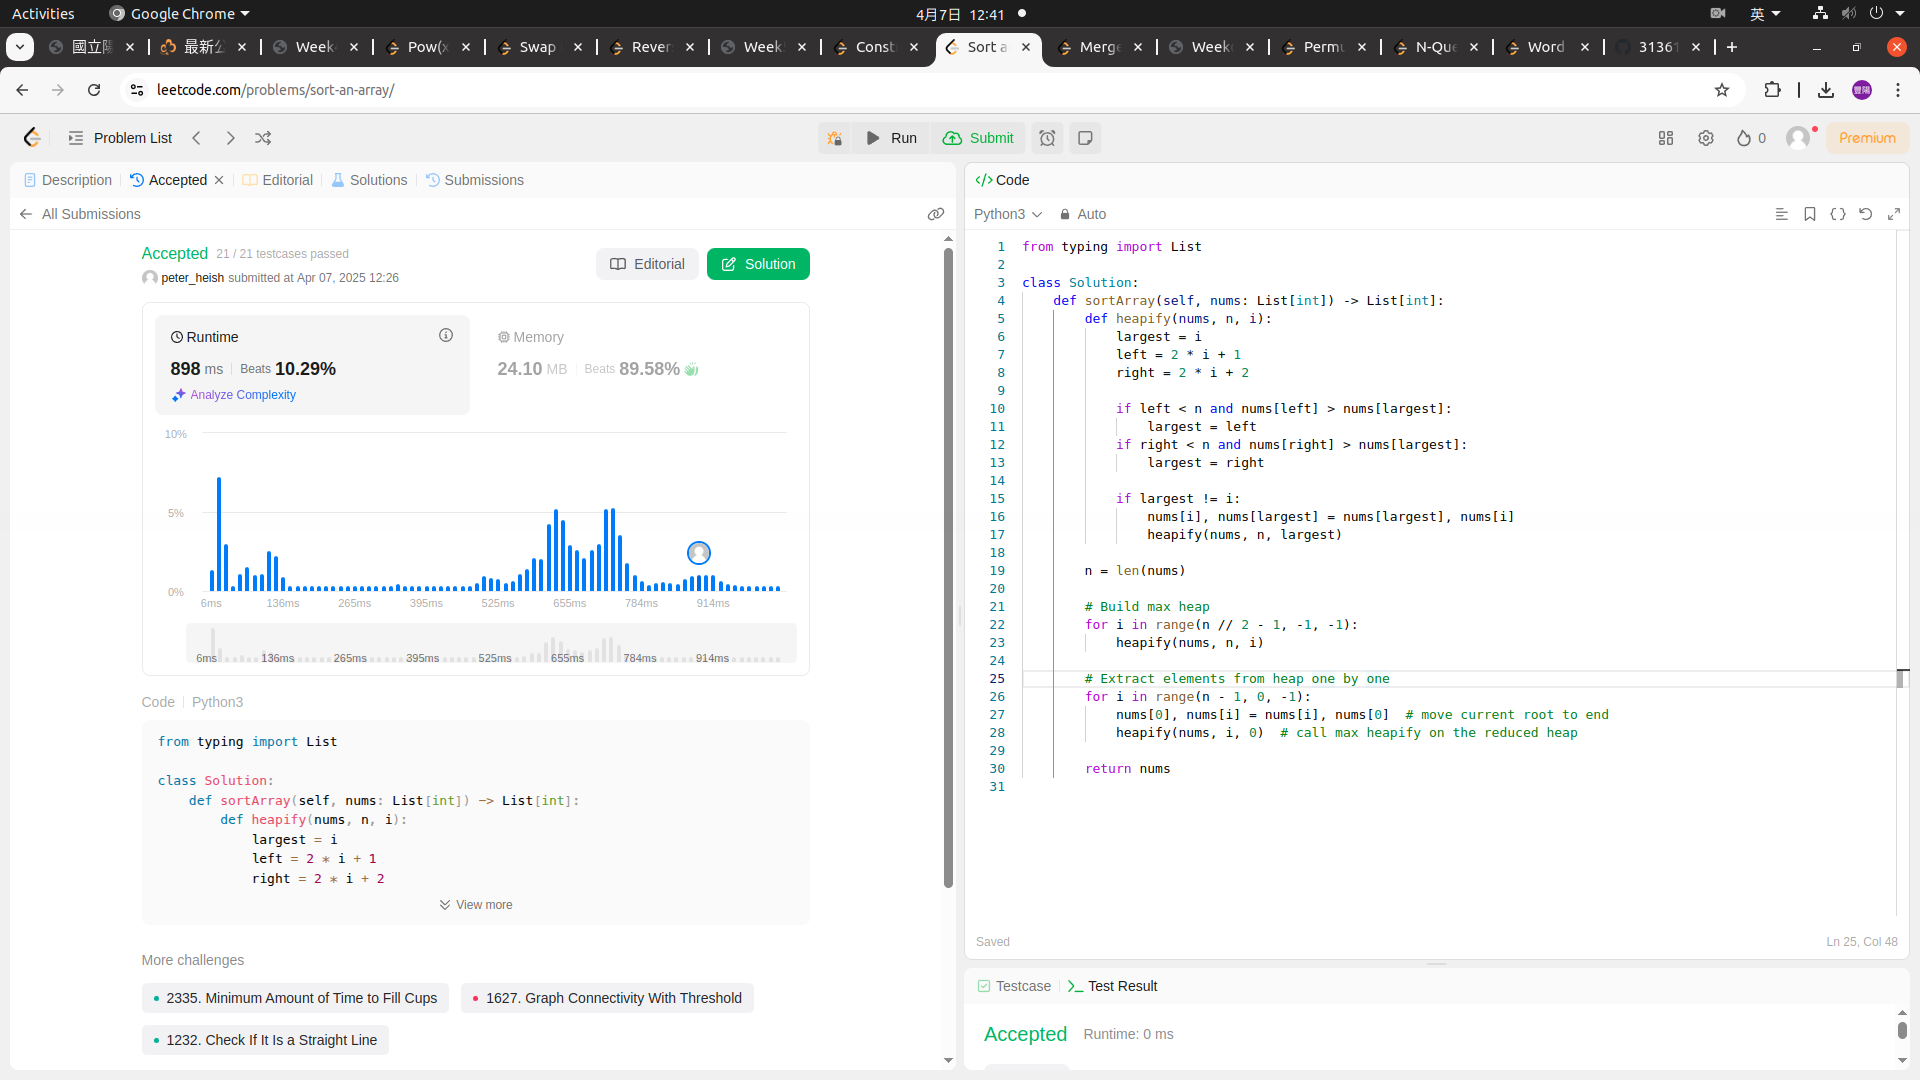 Activities
Google Chrome
4月7日 12:41
英
國立陽
最新公
Week
Pow(x
Swap
Rever
Week
Const
Sort a
Merge
Week
Permu
N-Que
Word
31361
leetcode.com/problems/sort-an-array/
豐陽
Problem List
Run
Submit
0
Premium
Description
Accepted
Editorial
Solutions
Submissions
All Submissions
Accepted 21 / 21 testcases passed
peter_heish submitted at Apr 07, 2025 12:26
Editorial
Solution
Runtime
898 ms
Beats 10.29%
Analyze Complexity
Memory
24.10 MB
Beats 89.58%
10%
5%
0%
6ms 136ms 265ms 395ms 525ms 655ms 784ms 914ms
6ms 136ms 265ms 395ms 525ms 655ms 784ms 914ms
Code
Python3
from typing import List
class Solution:
def sortArray(self, nums: List[int]) -> List[int]:
def heapify(nums, n, i):
largest = i
left = 2 * i + 1
right = 2 * i + 2
View more
More challenges
2335. Minimum Amount of Time to Fill Cups
1627. Graph Connectivity With Threshold
1232. Check If It Is a Straight Line
Code
Python3
Auto
1 from typing import List
2
3 class Solution:
4 def sortArray(self, nums: List[int]) -> List[int]:
5 def heapify(nums, n, i):
6 largest = i
7 left = 2 * i + 1
8 right = 2 * i + 2
9
10 if left < n and nums[left] > nums[largest]:
11 largest = left
12 if right < n and nums[right] > nums[largest]:
13 largest = right
14
15 if largest != i:
16 nums[i], nums[largest] = nums[largest], nums[i]
17 heapify(nums, n, largest)
18
19 n = len(nums)
20
21 # Build max heap
22 for i in range(n // 2 - 1, -1, -1):
23 heapify(nums, n, i)
24
25 # Extract elements from heap one by one
26 for i in range(n - 1, 0, -1):
27 nums[0], nums[i] = nums[i], nums[0]  # move current root to end
28 heapify(nums, i, 0)  # call max heapify on the reduced heap
29
30 return nums
31
Saved
Ln 25, Col 48
Testcase
Test Result
Accepted
Runtime: 0 ms